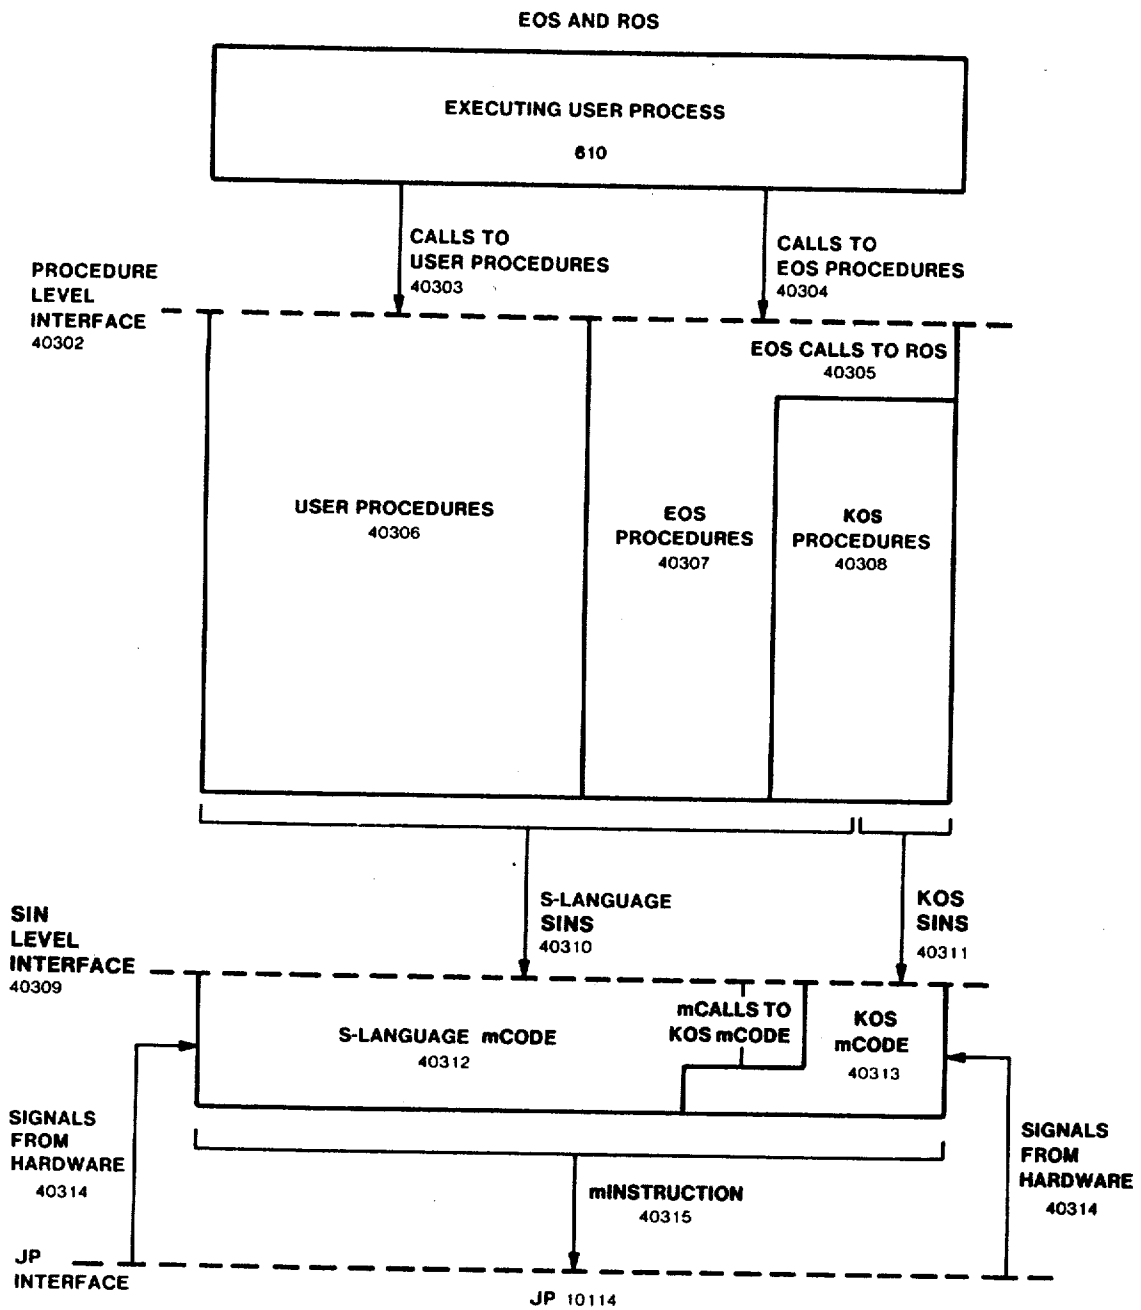 EOS AND ROS
EXECUTING USER PROCESS
610
CALLS TO
USER PROCEDURES
40303
CALLS TO
EOS PROCEDURES
40304
PROCEDURE
LEVEL
INTERFACE
40302
EOS CALLS TO ROS
40305
USER PROCEDURES
40306
EOS
PROCEDURES
40307
KOS
PROCEDURES
40308
S-LANGUAGE
SINS
40310
KOS
SINS
40311
SIN
LEVEL
INTERFACE
40309
S-LANGUAGE mCODE
40312
mCALLS TO
KOS mCODE
KOS
mCODE
40313
SIGNALS
FROM
HARDWARE
40314
SIGNALS
FROM
HARDWARE
40314
mINSTRUCTION
40315
JP
INTERFACE
JP 10114